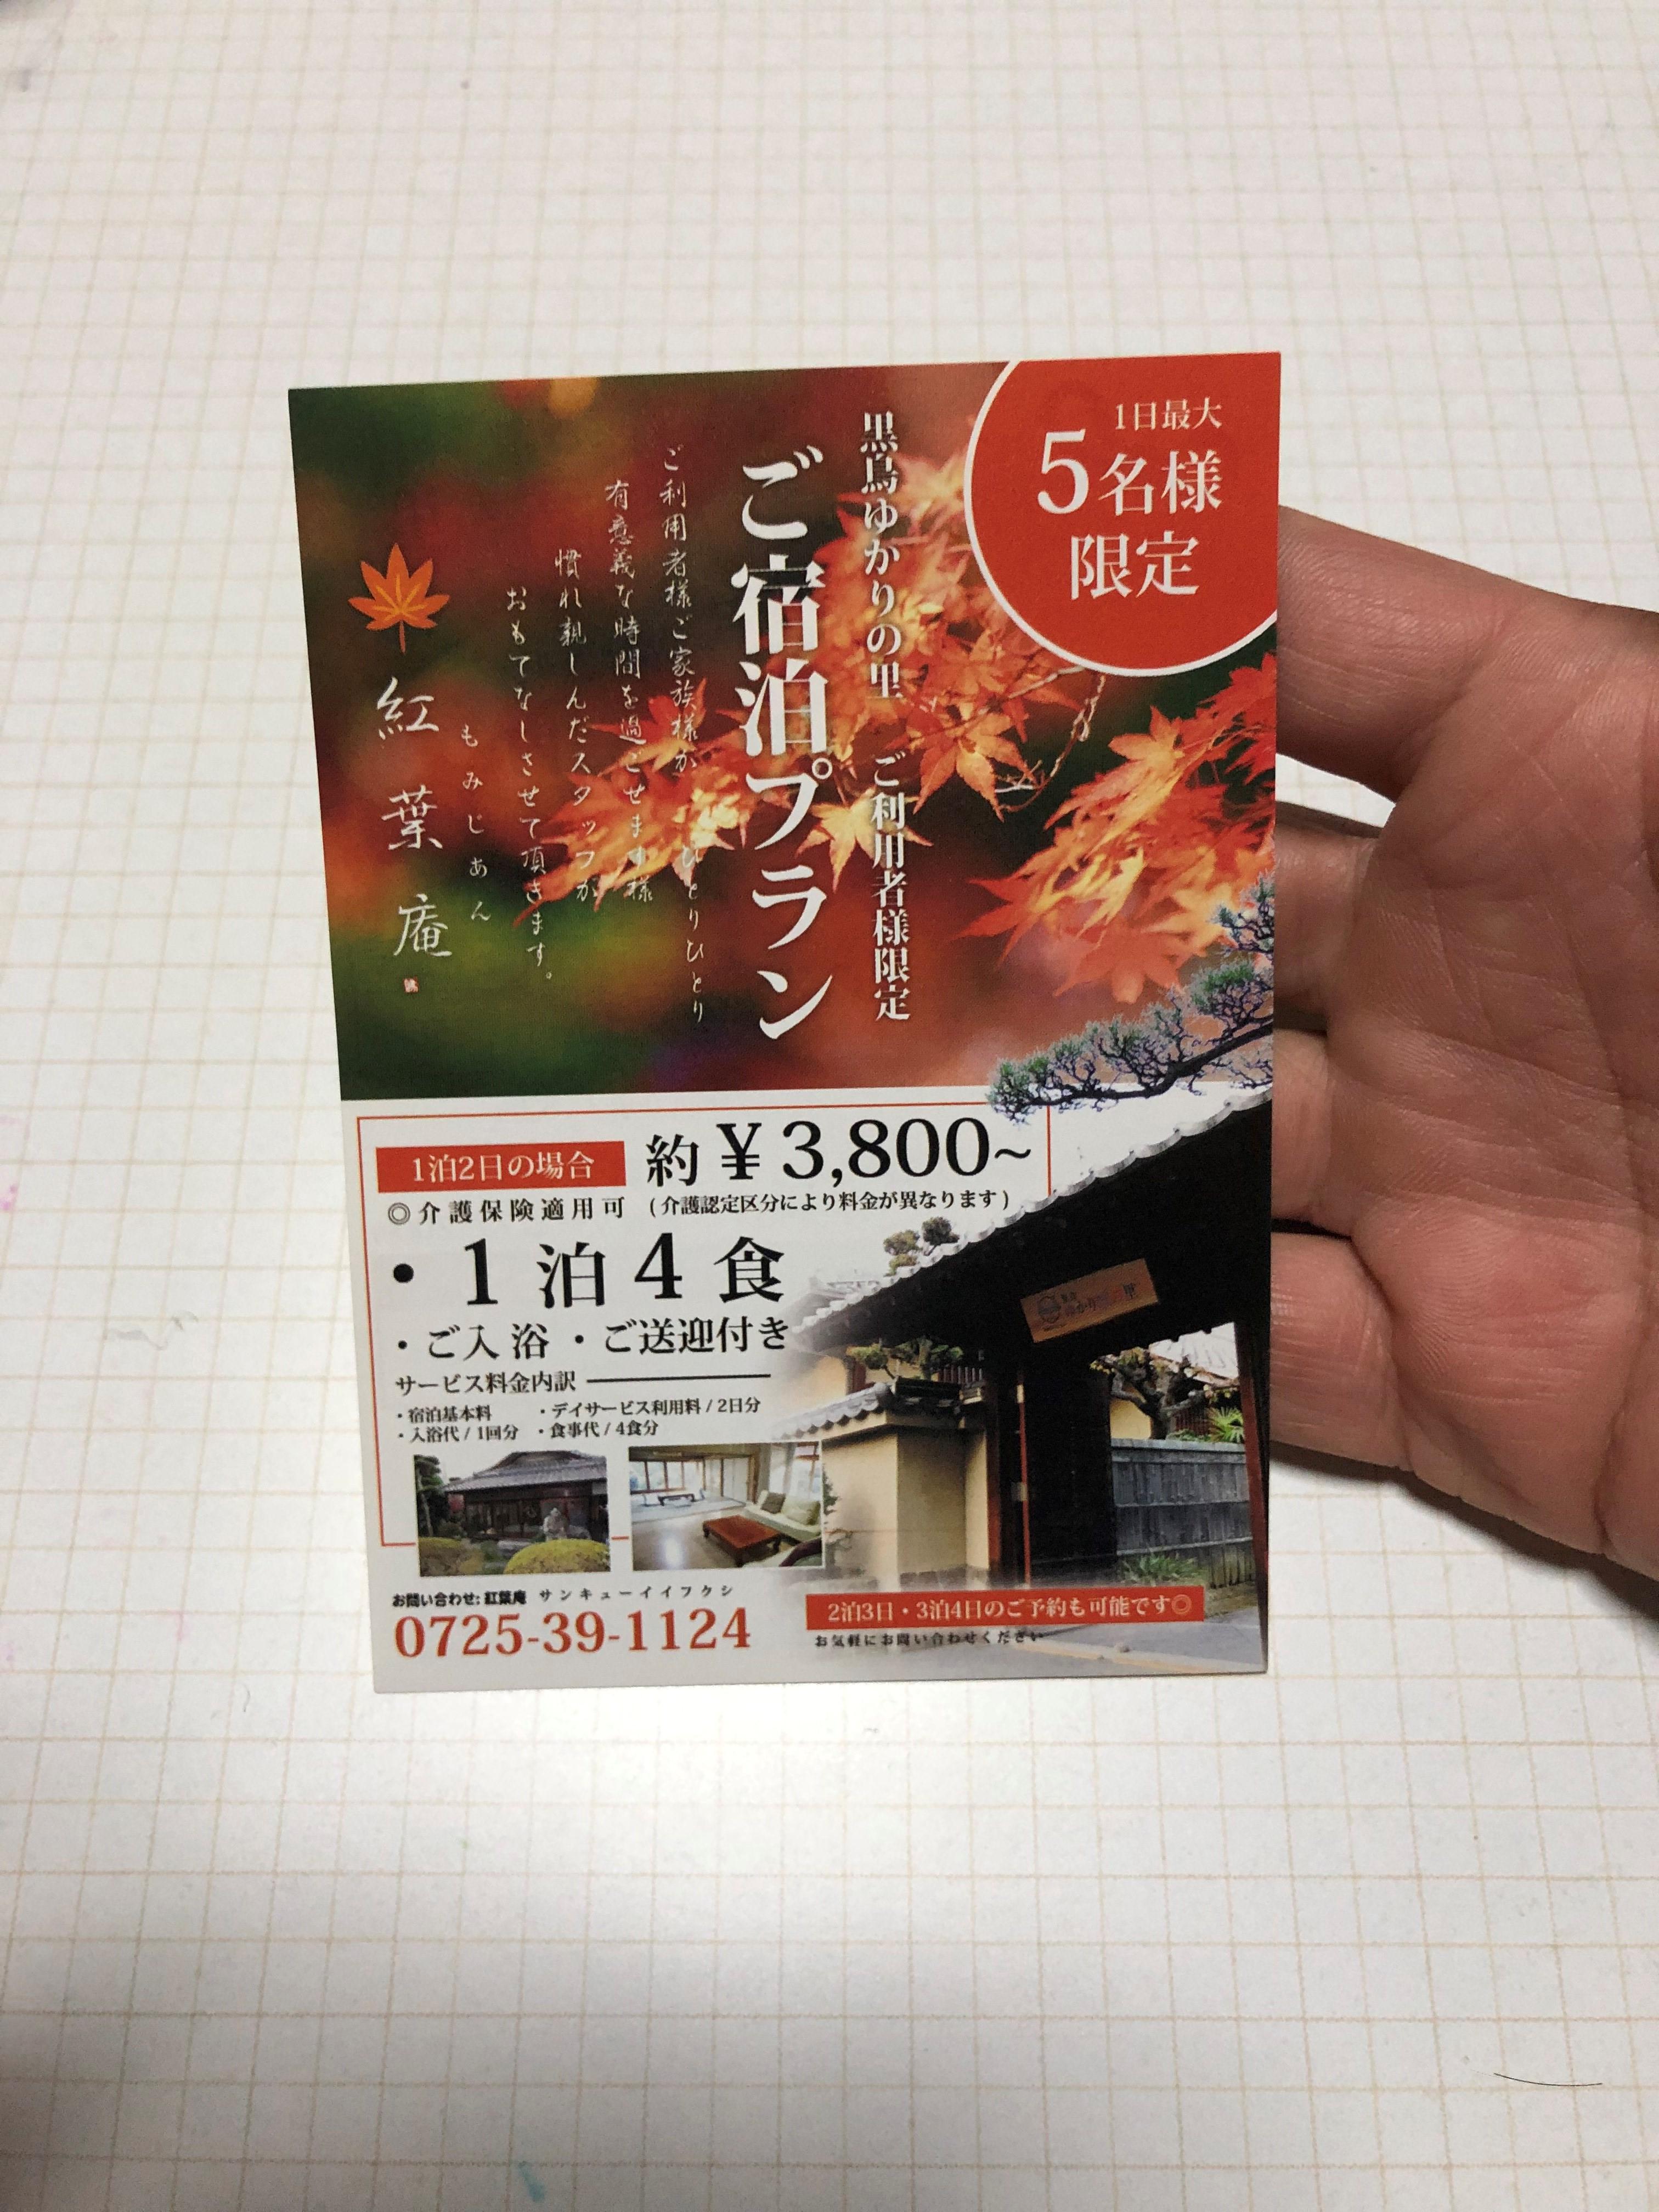 1日最大
5名様
限定
黒鳥ゆかりの里 ご利用者様限定
ご宿泊プラン
ご利用者様ご家族様が ひとりひとり
有意義な時間を過ごせます様
慣れ親しんだスタッフが
おもてなしさせて頂きます。
もみじあん
紅葉庵
1泊2日の場合 約¥3,800~
◎介護保険適用可 (介護認定区分により料金が異なります)
・1泊4食
・ご入浴・ご送迎付き
サービス料金内訳
・宿泊基本料 ・デイサービス利用料/2日分
・入浴代/1回分 ・食事代/4食分
ゆかりの里
お問い合わせ:紅葉庵 サンキューイイフクシ
0725-39-1124
2泊3日・3泊4日のご予約も可能です◎
お気軽にお問い合わせください